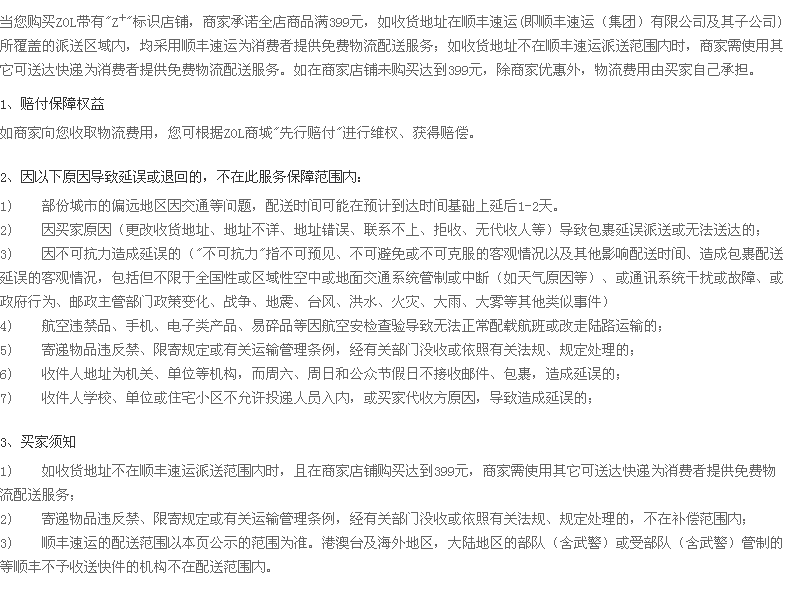 当您购买ZOL带有"Z+"标识店铺，商家承诺全店商品满399元，如收货地址在顺丰速运(即顺丰速运（集团）有限公司及其子公司)
所覆盖的派送区域内，均采用顺丰速运为消费者提供免费物流配送服务；如收货地址不在顺丰速运派送范围内时，商家需使用其
它可送达快递为消费者提供免费物流配送服务。如在商家店铺未购买达到399元，除商家优惠外，物流费用由买家自己承担。
1、赔付保障权益
如商家向您收取物流费用，您可根据ZOL商城"先行赔付"进行维权、获得赔偿。
2、因以下原因导致延误或退回的，不在此服务保障范围内：
1) 部份城市的偏远地区因交通等问题，配送时间可能在预计到达时间基础上延后1-2天。
2) 因买家原因（更改收货地址、地址不详、地址错误、联系不上、拒收、无代收人等）导致包裹延误派送或无法送达的；
3) 因不可抗力造成延误的（"不可抗力"指不可预见、不可避免或不可克服的客观情况以及其他影响配送时间、造成包裹配送
延误的客观情况，包括但不限于全国性或区域性空中或地面交通系统管制或中断（如天气原因等）、或通讯系统干扰或故障、或
政府行为、邮政主管部门政策变化、战争、地震、台风、洪水、火灾、大雨、大雾等其他类似事件）
4) 航空违禁品、手机、电子类产品、易碎品等因航空安检查验导致无法正常配载航班或改走陆路运输的；
5) 寄递物品违反禁、限寄规定或有关运输管理条例，经有关部门没收或依照有关法规、规定处理的；
6) 收件人地址为机关、单位等机构，而周六、周日和公众节假日不接收邮件、包裹，造成延误的；
7) 收件人学校、单位或住宅小区不允许投递人员入内，或买家代收方原因，导致造成延误的；
3、买家须知
1) 如收货地址不在顺丰速运派送范围内时，且在商家店铺购买达到399元，商家需使用其它可送达快递为消费者提供免费物
流配送服务；
2) 寄递物品违反禁、限寄规定或有关运输管理条例，经有关部门没收或依照有关法规、规定处理的，不在补偿范围内；
3) 顺丰速运的配送范围以本页公示的范围为准。港澳台及海外地区，大陆地区的部队（含武警）或受部队（含武警）管制的
等顺丰不予收送快件的机构不在配送范围内。